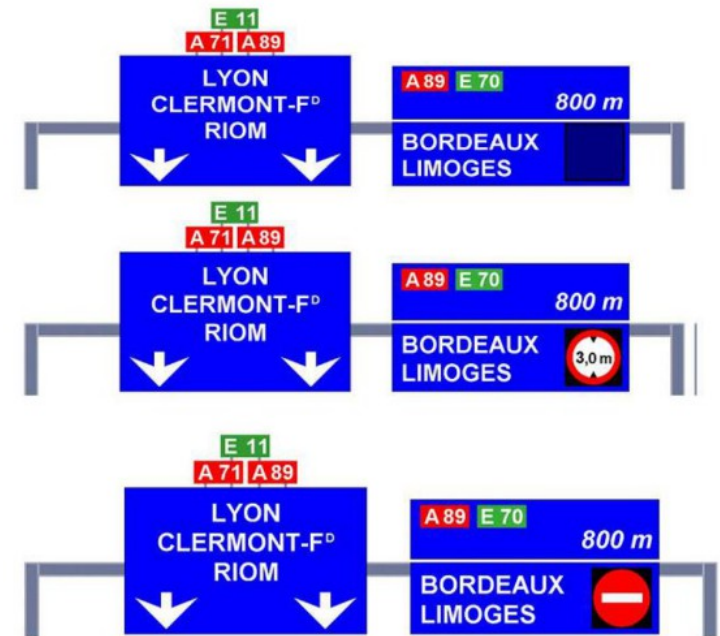 E 11
A 71 A 89
LYON
CLERMONT-Fᴰ
RIOM
A 89 E 70
800 m
BORDEAUX
LIMOGES
E 11
A 71 A 89
LYON
CLERMONT-Fᴰ
RIOM
A 89 E 70
800 m
BORDEAUX
LIMOGES
3,0 m
E 11
A 71 A 89
LYON
CLERMONT-Fᴰ
RIOM
A 89 E 70
800 m
BORDEAUX
LIMOGES